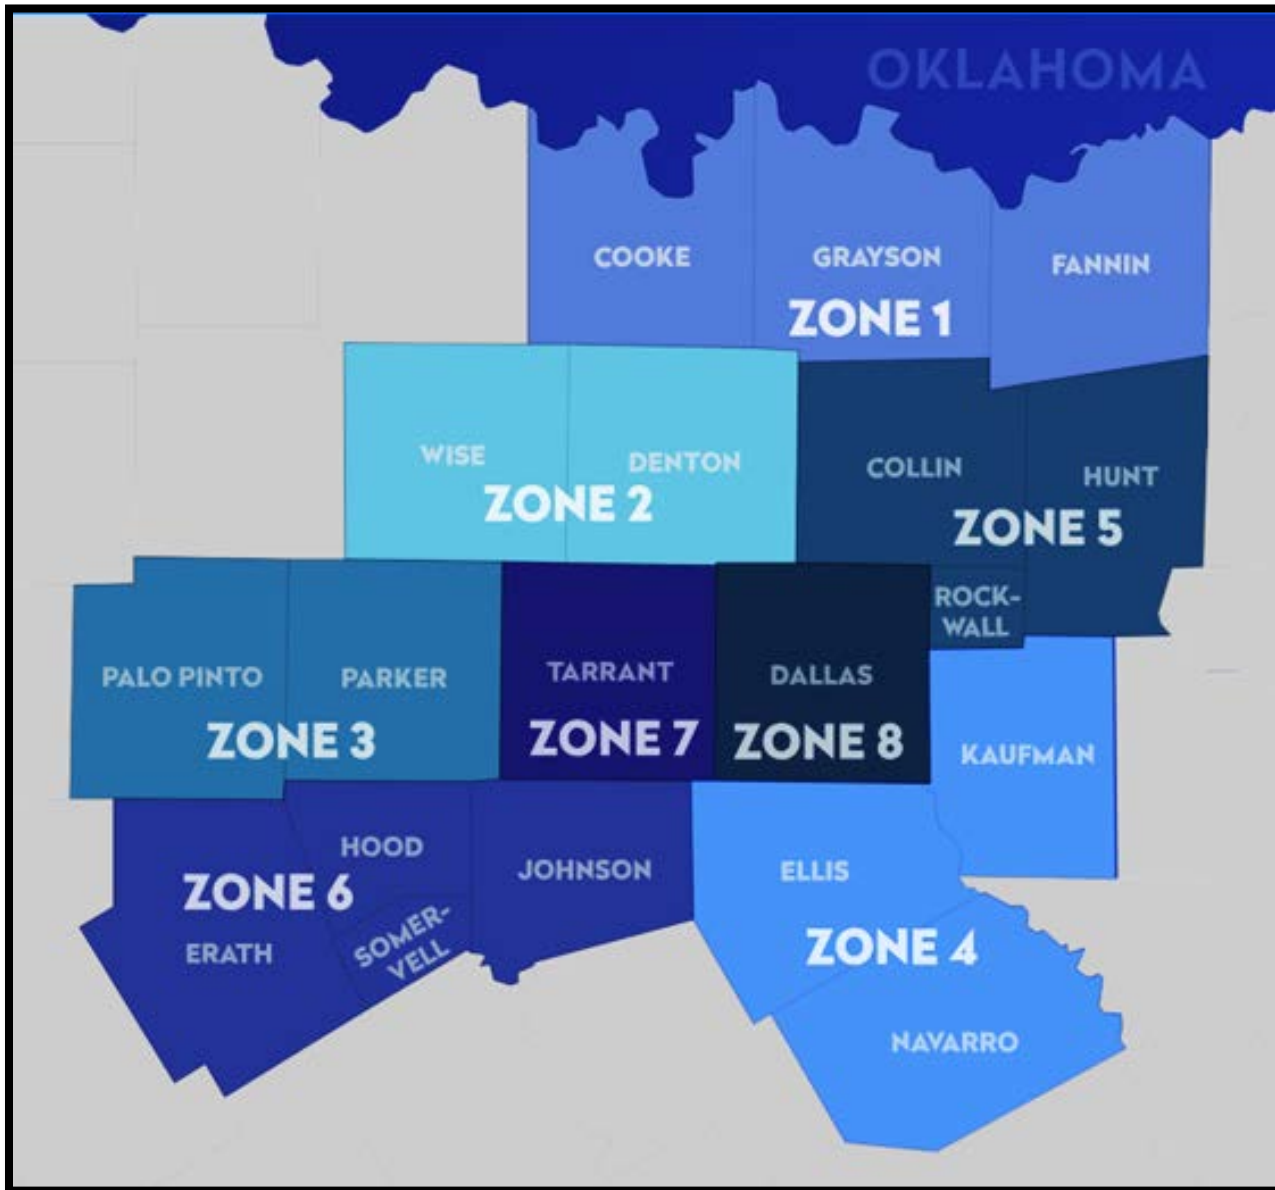 OKLAHOMA
COOKE
GRAYSON
FANNIN
ZONE 1
WISE
DENTON
ZONE 2
COLLIN
HUNT
ZONE 5
ROCK-
WALL
PALO PINTO
PARKER
ZONE 3
TARRANT
ZONE 7
DALLAS
ZONE 8
KAUFMAN
HOOD
JOHNSON
ZONE 6
ERATH
SOMER-
VELL
ELLIS
ZONE 4
NAVARRO